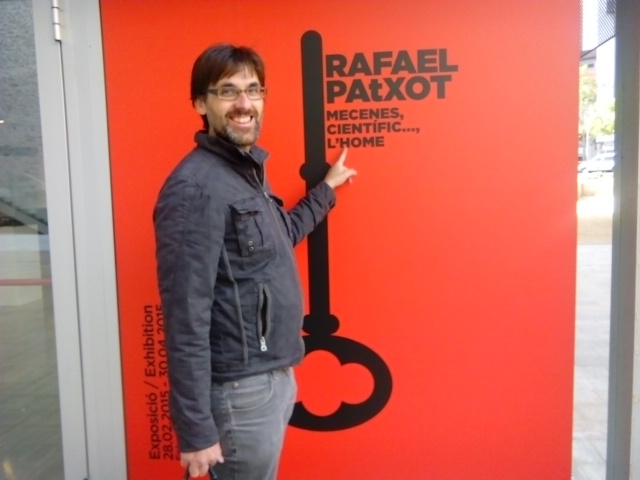 RAFAEL
PAtXOT
MECENES,
CIENTÍFIC...,
L'HOME
Exposició / Exhibition
28.02.2015 - 30.04.2015